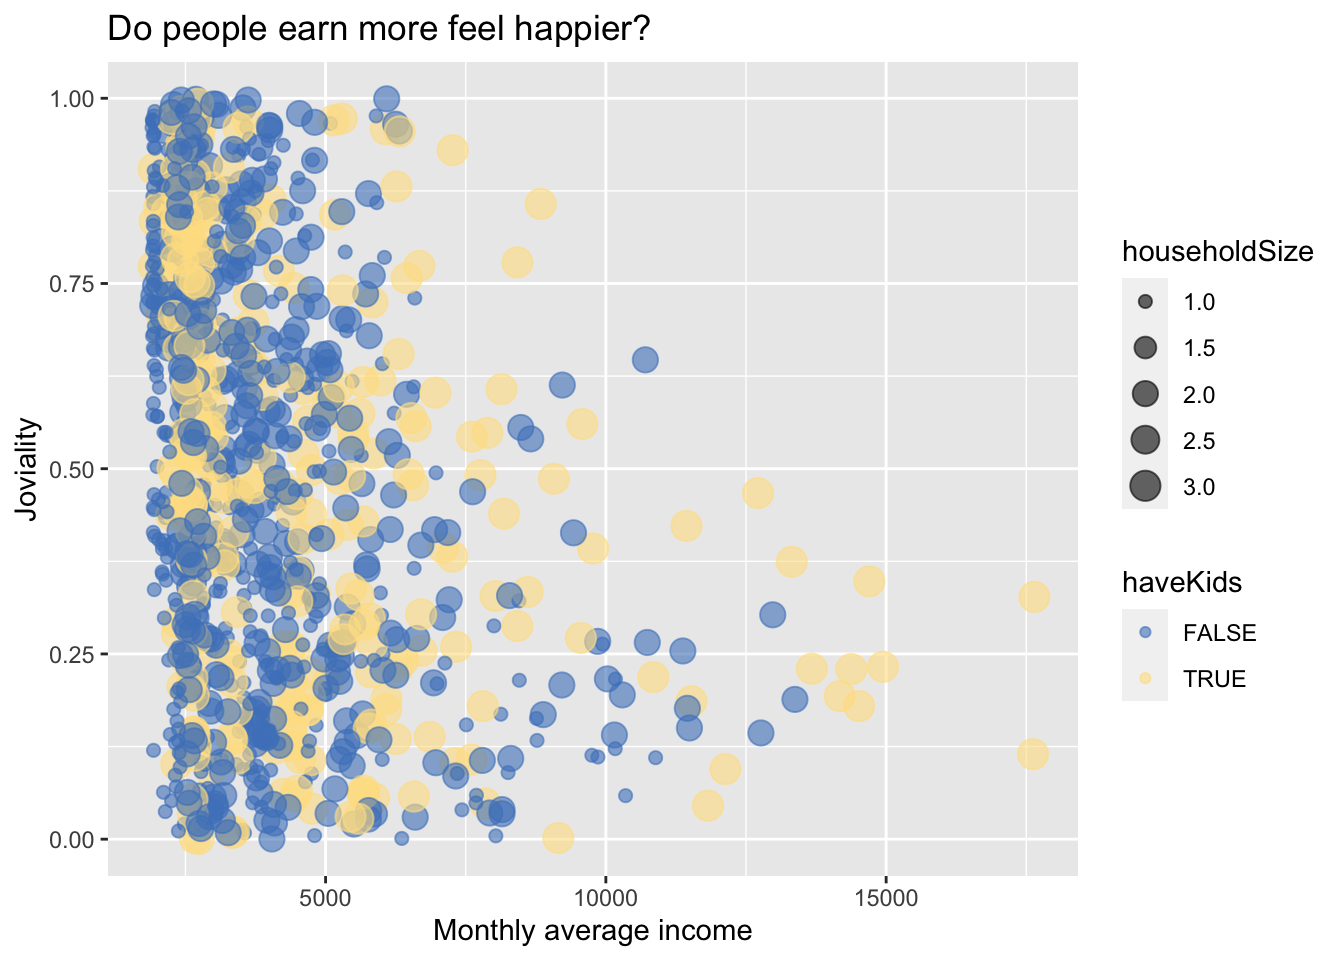 Do people earn more feel happier?
1.00
0.75
0.50
0.25
0.00
Joviality
5000
10000
15000
Monthly average income
householdSize
1.0
1.5
2.0
2.5
3.0
haveKids
FALSE
TRUE